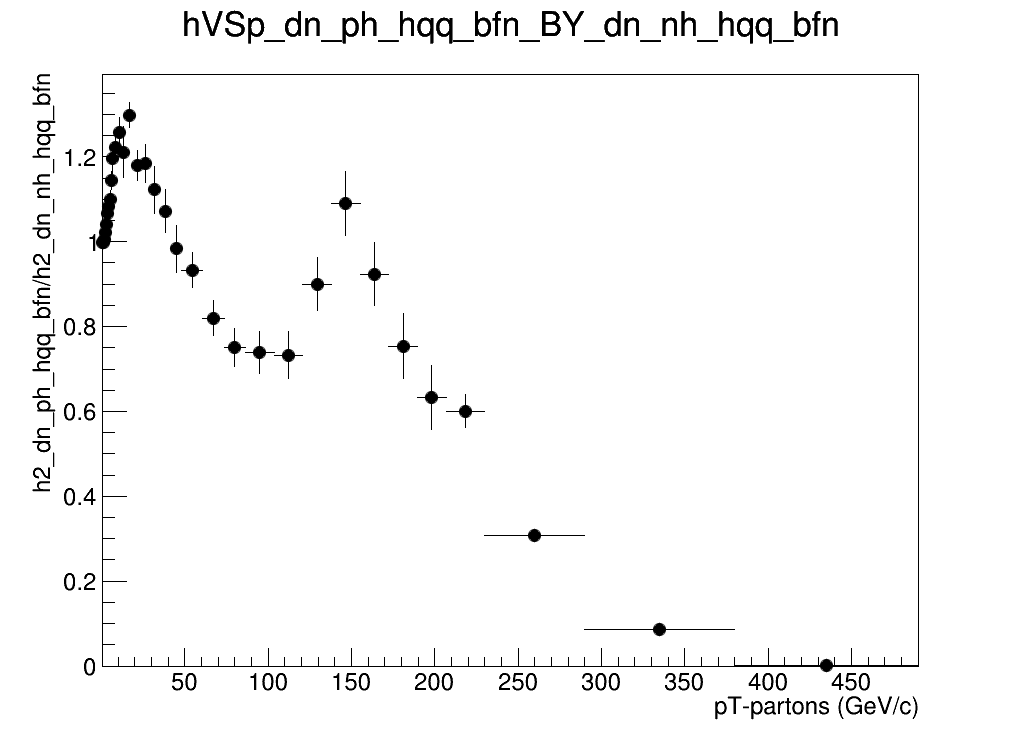 hVSp_dn_ph_hqq_bfn_BY_dn_nh_hqq_bfn
h2_dn_ph_hqq_bfn/h2_dn_nh_hqq_bfn
1.2
1
0.8
0.6
0.4
0.2
0
50 100 150 200 250 300 350 400 450
pT-partons (GeV/c)